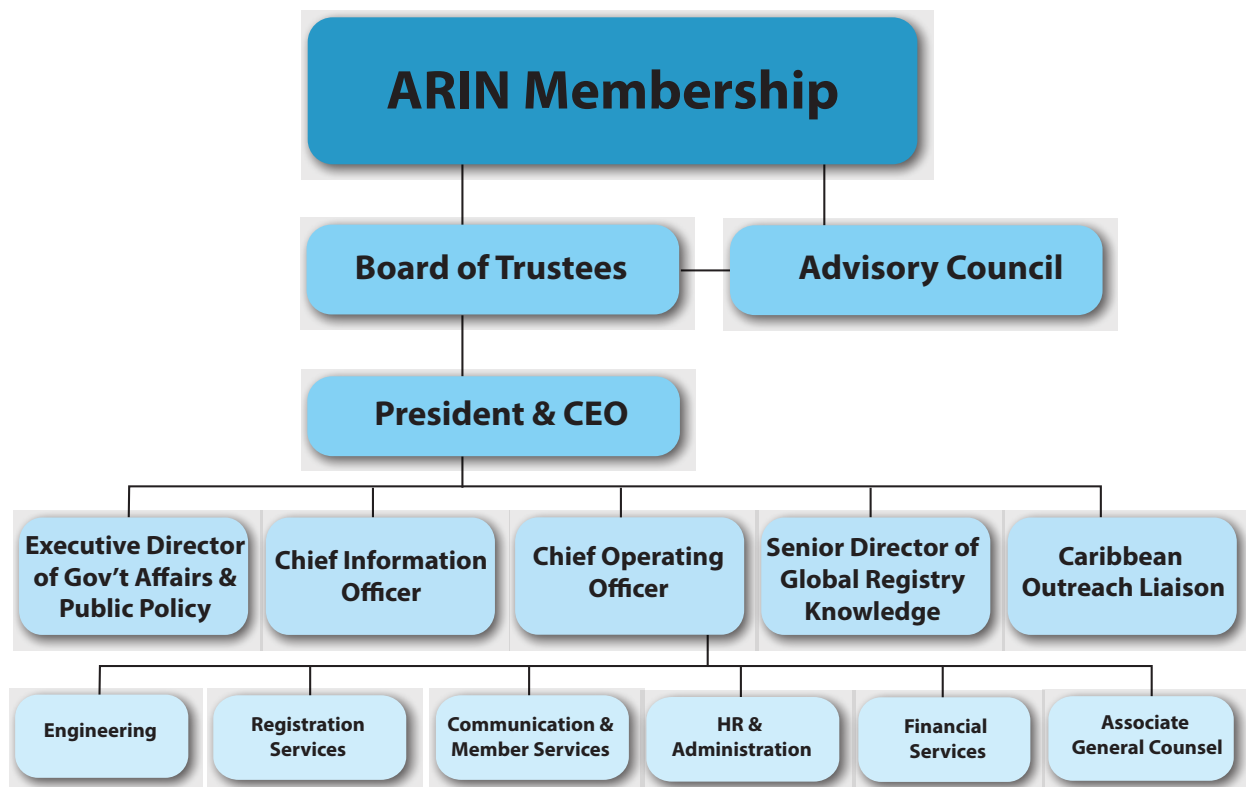 ARIN Membership
Board of Trustees
Advisory Council
President & CEO
Executive Director
of Gov’t Affairs &
Public Policy
Chief Information
Officer
Chief Operating
Officer
Senior Director of
Global Registry
Knowledge
Caribbean
Outreach Liaison
Engineering
Registration
Services
Communication &
Member Services
HR &
Administration
Financial
Services
Associate
General Counsel